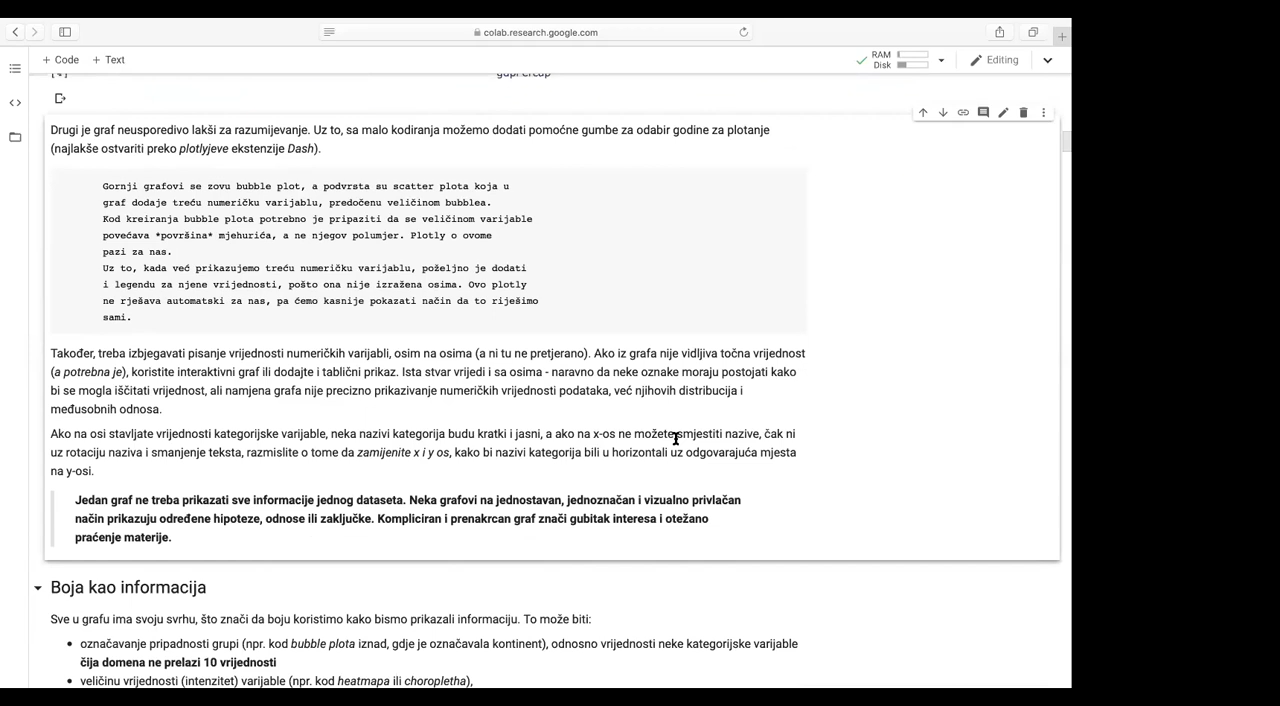 colab.research.google.com
+ Code + Text
RAM
Disk
Editing
gdpPercap
Drugi je graf neusporedivo lakši za razumijevanje. Uz to, sa malo kodiranja možemo dodati pomoćne gumbe za odabir godine za plotanje
(najlakše ostvariti preko plotlyjeve ekstenzije Dash).
Gornji grafovi se zovu bubble plot, a podvrsta su scatter plota koja u
graf dodaje treću numeričku varijablu, predočenu veličinom bubblea.
Kod kreiranja bubble plota potrebno je pripaziti da se veličinom varijable
povećava *površina* mjehurića, a ne njegov polumjer. Plotly o ovome
pazi za nas.
Uz to, kada već prikazujemo treću numeričku varijablu, poželjno je dodati
i legendu za njene vrijednosti, pošto ona nije izražena osima. Ovo plotly
ne rješava automatski za nas, pa ćemo kasnije pokazati način da to riješimo
sami.
Također, treba izbjegavati pisanje vrijednosti numeričkih varijabli, osim na osima (a ni tu ne pretjerano). Ako iz grafa nije vidljiva točna vrijednost
(a potrebna je), koristite interaktivni graf ili dodajte i tablični prikaz. Ista stvar vrijedi i sa osima - naravno da neke oznake moraju postojati kako
bi se mogla iščitati vrijednost, ali namjena grafa nije precizno prikazivanje numeričkih vrijednosti podataka, već njihovih distribucija i
međusobnih odnosa.
Ako na osi stavljate vrijednosti kategorijske varijable, neka nazivi kategorija budu kratki i jasni, a ako na x-os ne možete smjestiti nazive, čak ni
uz rotaciju naziva i smanjenje teksta, razmislite o tome da zamijenite x i y os, kako bi nazivi kategorija bili u horizontali uz odgovarajuća mjesta
na y-osi.
Jedan graf ne treba prikazati sve informacije jednog dataseta. Neka grafovi na jednostavan, jednoznačan i vizualno privlačan
način prikazuju određene hipoteze, odnose ili zaključke. Kompliciran i prenakrcan graf znači gubitak interesa i otežano
praćenje materije.
Boja kao informacija
Sve u grafu ima svoju svrhu, što znači da boju koristimo kako bismo prikazali informaciju. To može biti:
• označavanje pripadnosti grupi (npr. kod bubble plota iznad, gdje je označavala kontinent), odnosno vrijednosti neke kategorijske varijable
čija domena ne prelazi 10 vrijednosti
• veličinu vrijednosti (intenzitet) varijable (npr. kod heatmapa ili choropletha),